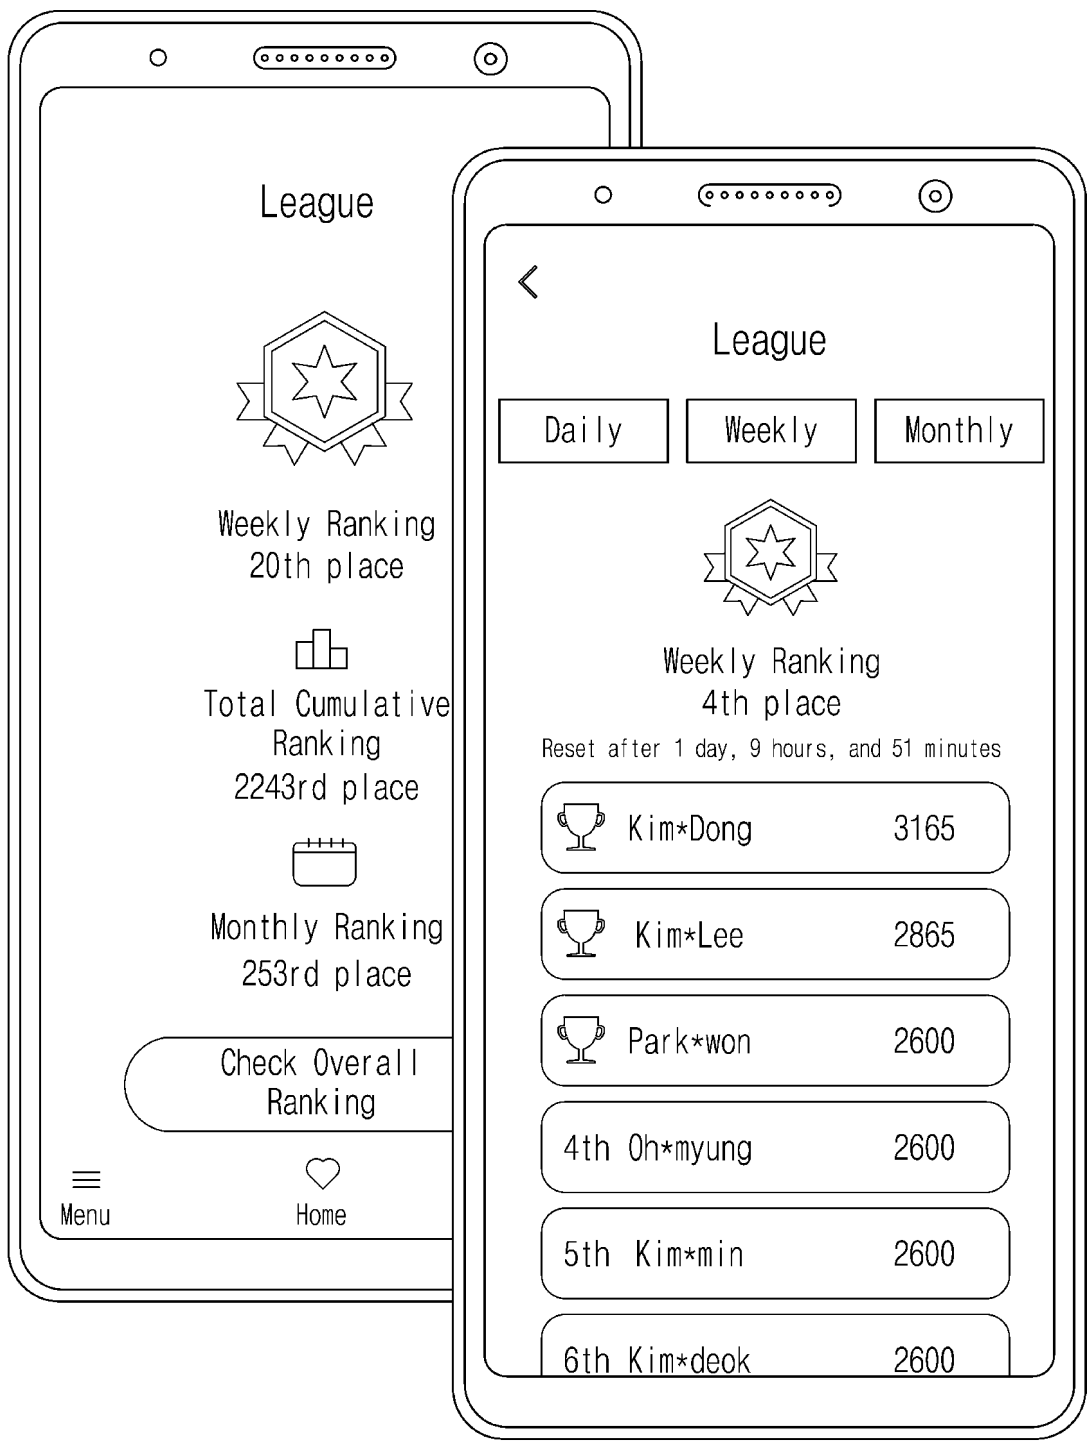 League
Weekly Ranking
20th place
Total Cumulative
Ranking
2243rd place
Monthly Ranking
253rd place
Check Overall
Ranking
Menu
Home
League
Daily
Weekly
Monthly
Weekly Ranking
4th place
Reset after 1 day, 9 hours, and 51 minutes
Kim*Dong 3165
Kim*Lee 2865
Park*won 2600
4th Oh*myung 2600
5th Kim*min 2600
6th Kim*deok 2600